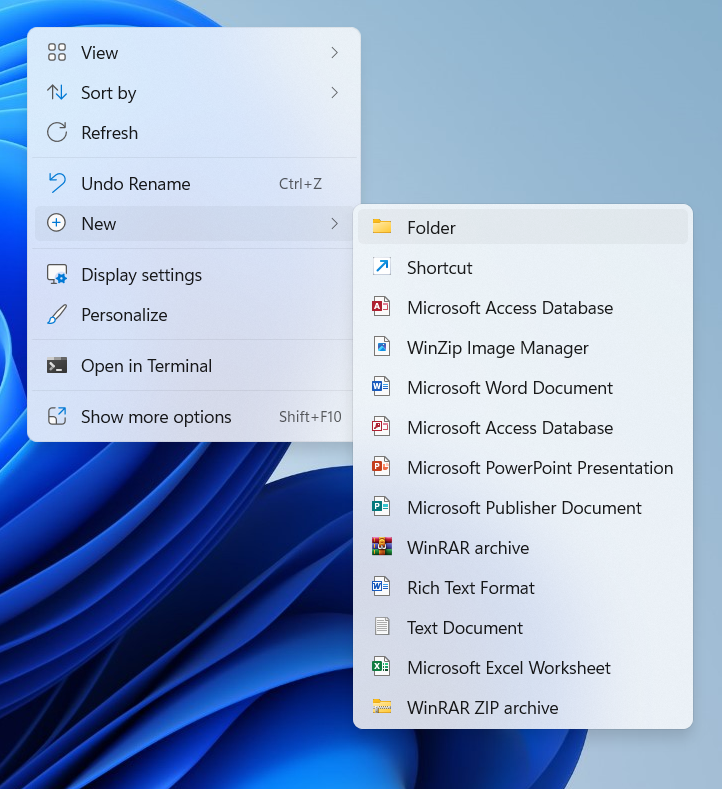 View
Sort by
Refresh
Undo Rename Ctrl+Z
New
Display settings
Personalize
Open in Terminal
Show more options Shift+F10
Folder
Shortcut
Microsoft Access Database
WinZip Image Manager
Microsoft Word Document
Microsoft Access Database
Microsoft PowerPoint Presentation
Microsoft Publisher Document
WinRAR archive
Rich Text Format
Text Document
Microsoft Excel Worksheet
WinRAR ZIP archive